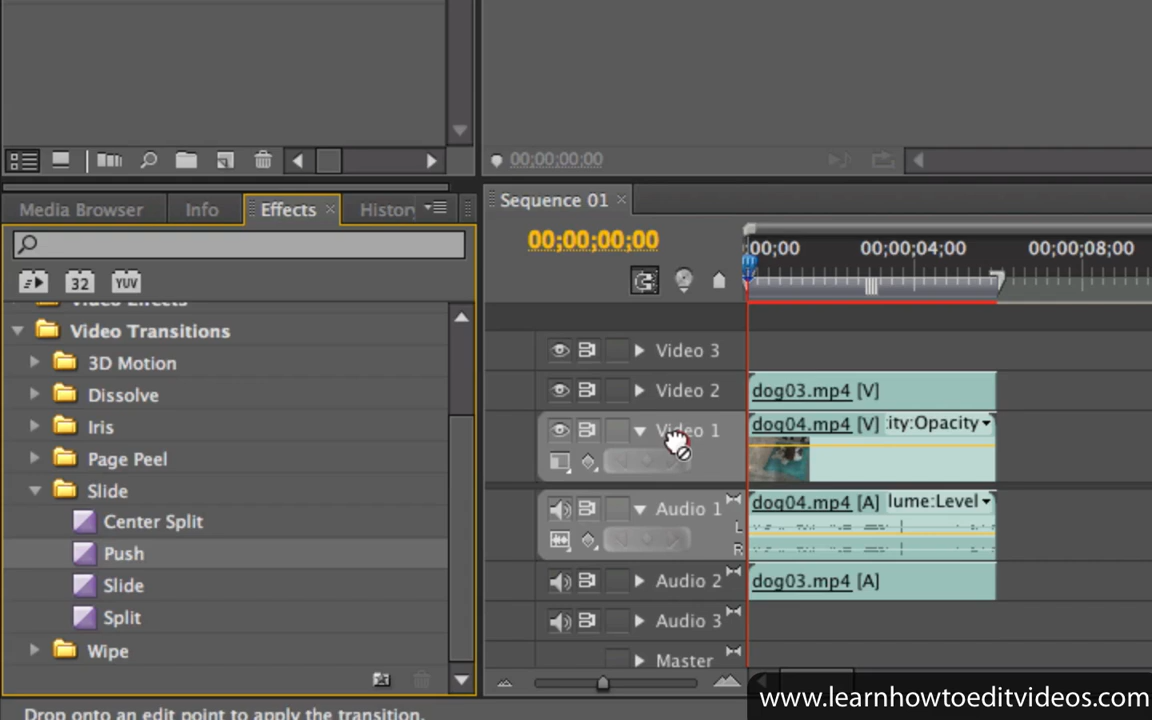 00;00;00;00
Media Browser Info Effects × History
Sequence 01 ×
00;00;00;00
00;00 00;00;04;00 00;00;08;00
32 YUV
Video Effects
Video Transitions
3D Motion
Dissolve
Iris
Page Peel
Slide
Center Split
Push
Slide
Split
Wipe
Video 3
Video 2 dog03.mp4 [V]
Video 1 dog04.mp4 [V] :ity:Opacity
Audio 1 dog04.mp4 [A] lume:Level
L
R
Audio 2 dog03.mp4 [A]
Audio 3
Master
Drop onto an edit point to apply the transition.
www.learnhowtoeditvideos.com